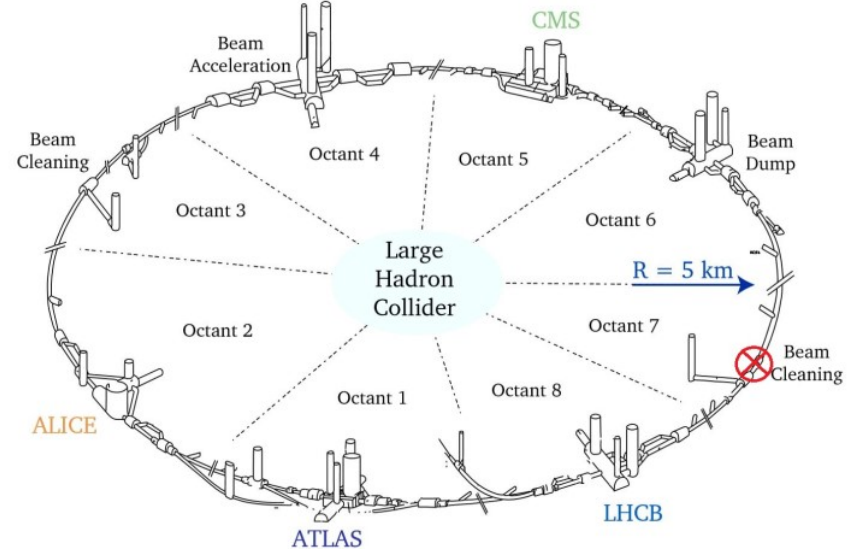 CMS
Beam
Acceleration
Beam
Cleaning
Octant 4
Octant 5
Beam
Dump
Octant 3
Octant 6
Large
Hadron
Collider
R = 5 km
Octant 2
Octant 7
Beam
Cleaning
Octant 1
Octant 8
ALICE
LHCB
ATLAS